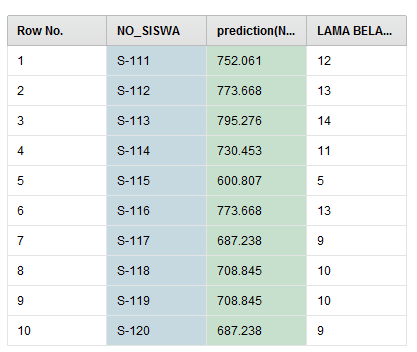 Row No. NO_SISWA prediction(N... LAMA BELA...
1 S-111 752.061 12
2 S-112 773.668 13
3 S-113 795.276 14
4 S-114 730.453 11
5 S-115 600.807 5
6 S-116 773.668 13
7 S-117 687.238 9
8 S-118 708.845 10
9 S-119 708.845 10
10 S-120 687.238 9